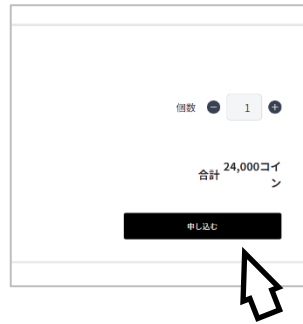 個数 － 1 ＋
合計 24,000コイ
ン
申し込む